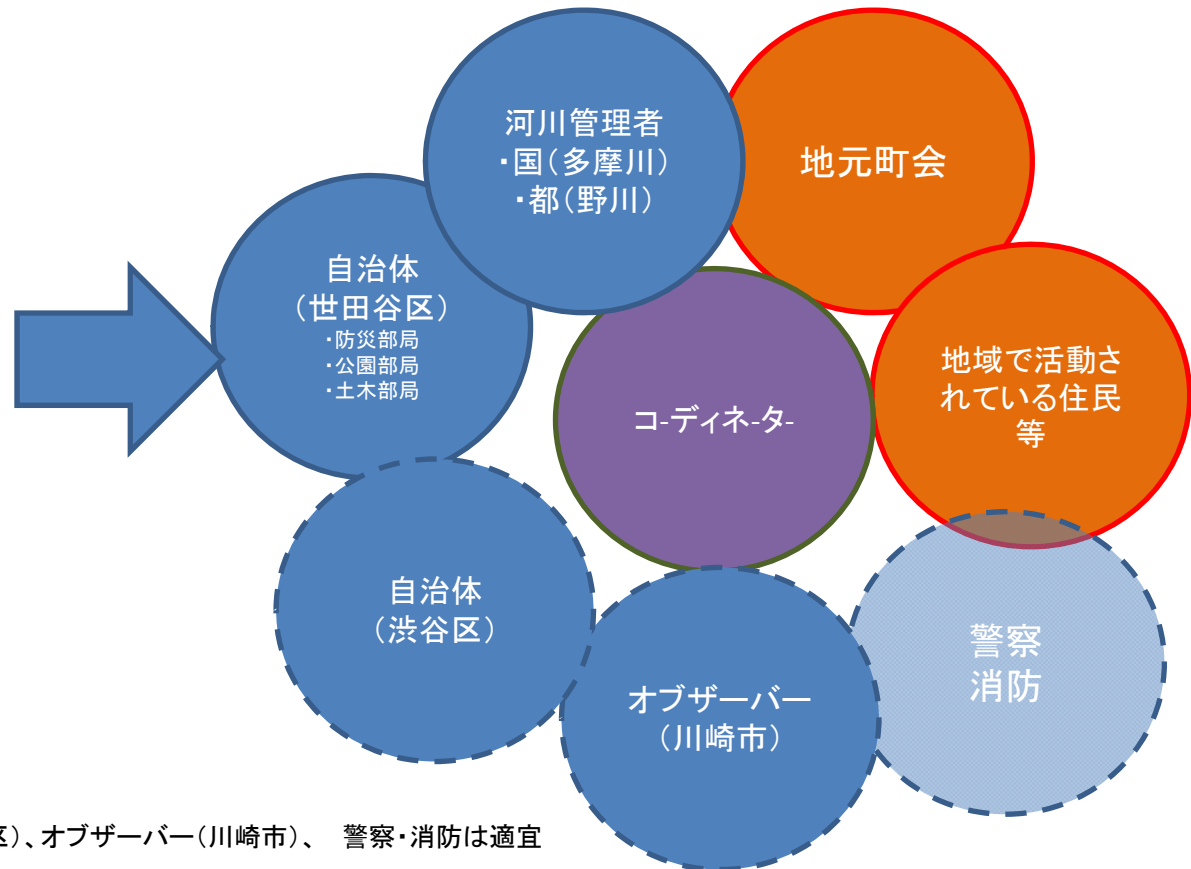 河川管理者
・国(多摩川)
・都(野川)
地元町会
自治体
(世田谷区)
・防災部局
・公園部局
・土木部局
コ-ディネ-タ-
地域で活動さ
れている住民
等
自治体
(渋谷区)
オブザーバー
(川崎市)
警察
消防
区)、オブザーバー(川崎市)、 警察・消防は適宜